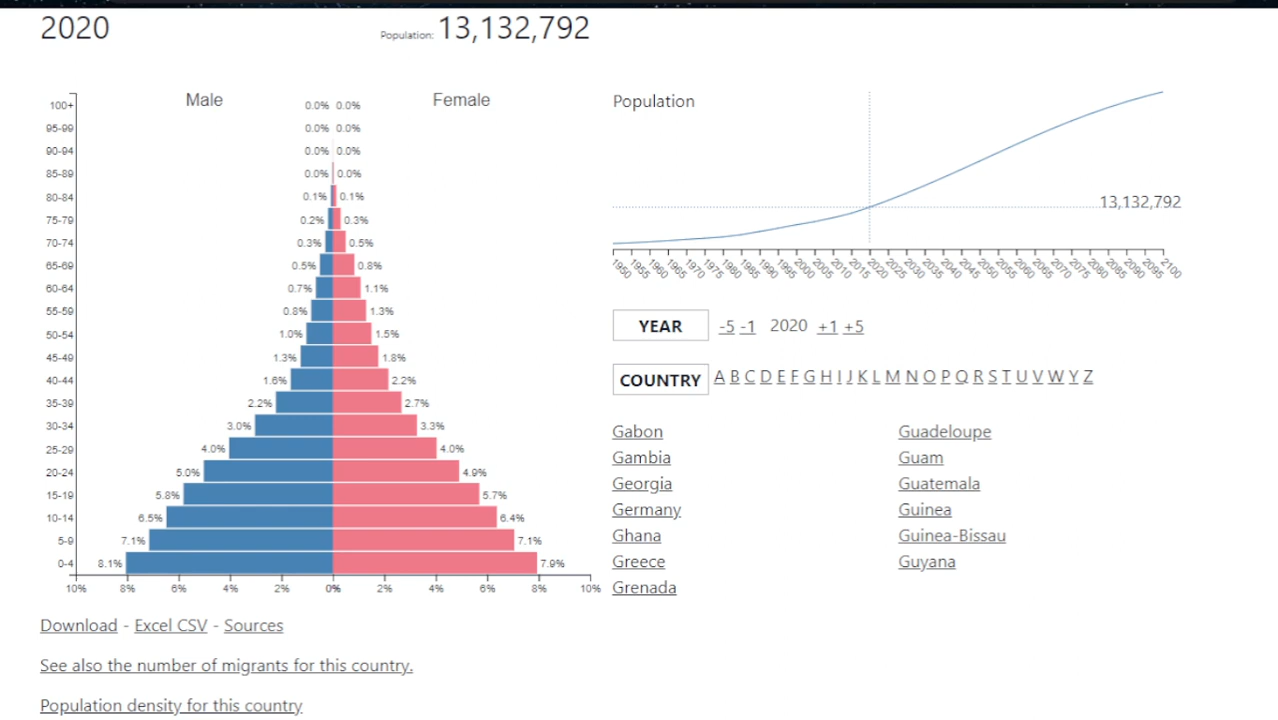 2020
Population: 13,132,792
Male
Female
100+ 0.0% 0.0%
95-99 0.0% 0.0%
90-94 0.0% 0.0%
85-89 0.0% 0.0%
80-84 0.1% 0.1%
75-79 0.2% 0.3%
70-74 0.3% 0.5%
65-69 0.5% 0.8%
60-64 0.7% 1.1%
55-59 0.8% 1.3%
50-54 1.0% 1.5%
45-49 1.3% 1.8%
40-44 1.6% 2.2%
35-39 2.2% 2.7%
30-34 3.0% 3.3%
25-29 4.0% 4.0%
20-24 5.0% 4.9%
15-19 5.8% 5.7%
10-14 6.5% 6.4%
5-9 7.1% 7.1%
0-4 8.1% 7.9%
10% 8% 6% 4% 2% 0% 2% 4% 6% 8% 10%
Download - Excel CSV - Sources
See also the number of migrants for this country.
Population density for this country
Population
13,132,792
1950 1955 1960 1965 1970 1975 1980 1985 1990 1995 2000 2005 2010 2015 2020 2025 2030 2035 2040 2045 2050 2055 2060 2065 2070 2075 2080 2085 2090 2095 2100
YEAR -5 -1 2020 +1 +5
COUNTRY A B C D E F G H I J K L M N O P Q R S T U V W Y Z
Gabon
Gambia
Georgia
Germany
Ghana
Greece
Grenada
Guadeloupe
Guam
Guatemala
Guinea
Guinea-Bissau
Guyana